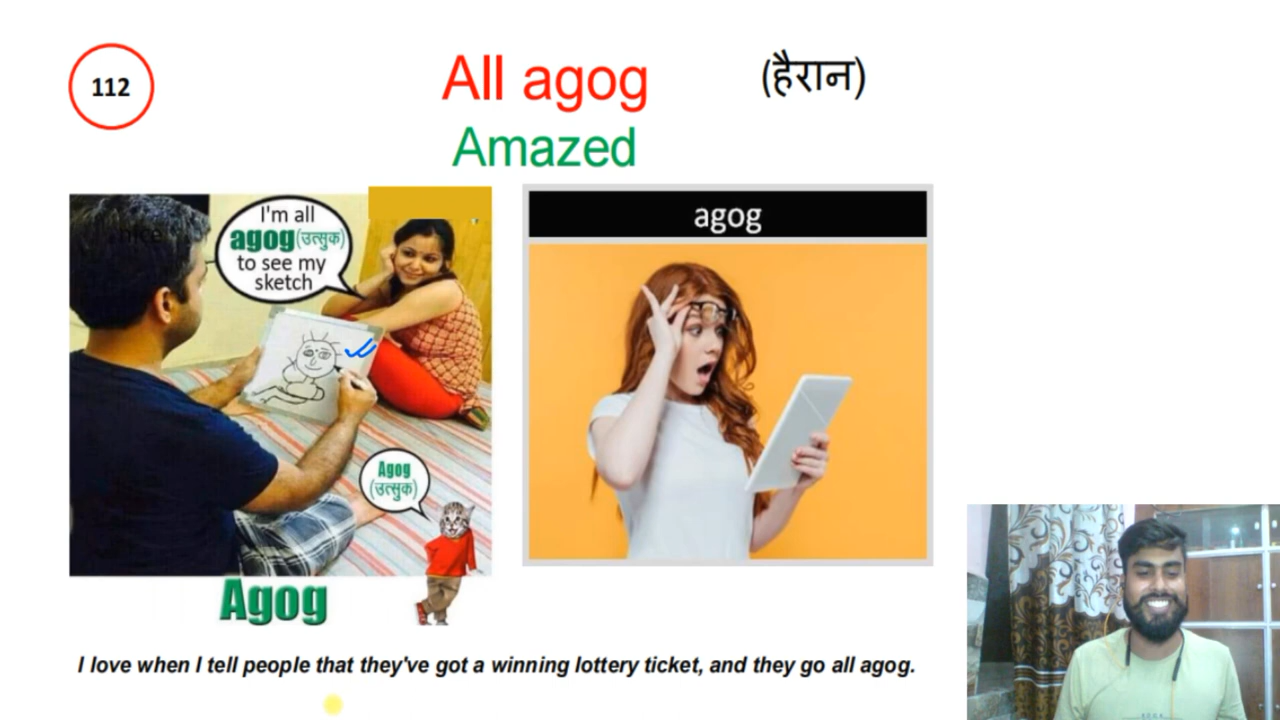 112
All agog (हैरान)
Amazed
nice
I'm all
agog(उत्सुक)
to see my
sketch
agog
Agog
(उत्सुक)
Agog
I love when I tell people that they've got a winning lottery ticket, and they go all agog.